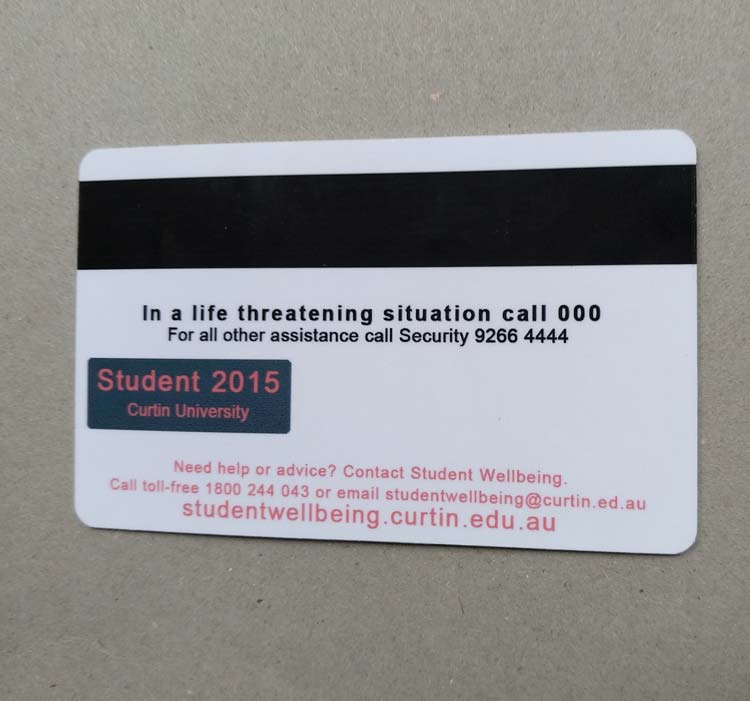 In a life threatening situation call 000
For all other assistance call Security 9266 4444
Student 2015
Curtin University
Need help or advice? Contact Student Wellbeing.
Call toll-free 1800 244 043 or email studentwellbeing@curtin.ed.au
studentwellbeing.curtin.edu.au